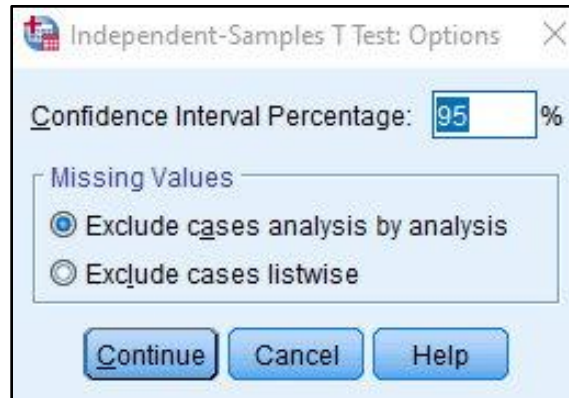 Independent-Samples T Test: Options
Confidence Interval Percentage: 95 %
Missing Values
Exclude cases analysis by analysis
Exclude cases listwise
Continue Cancel Help